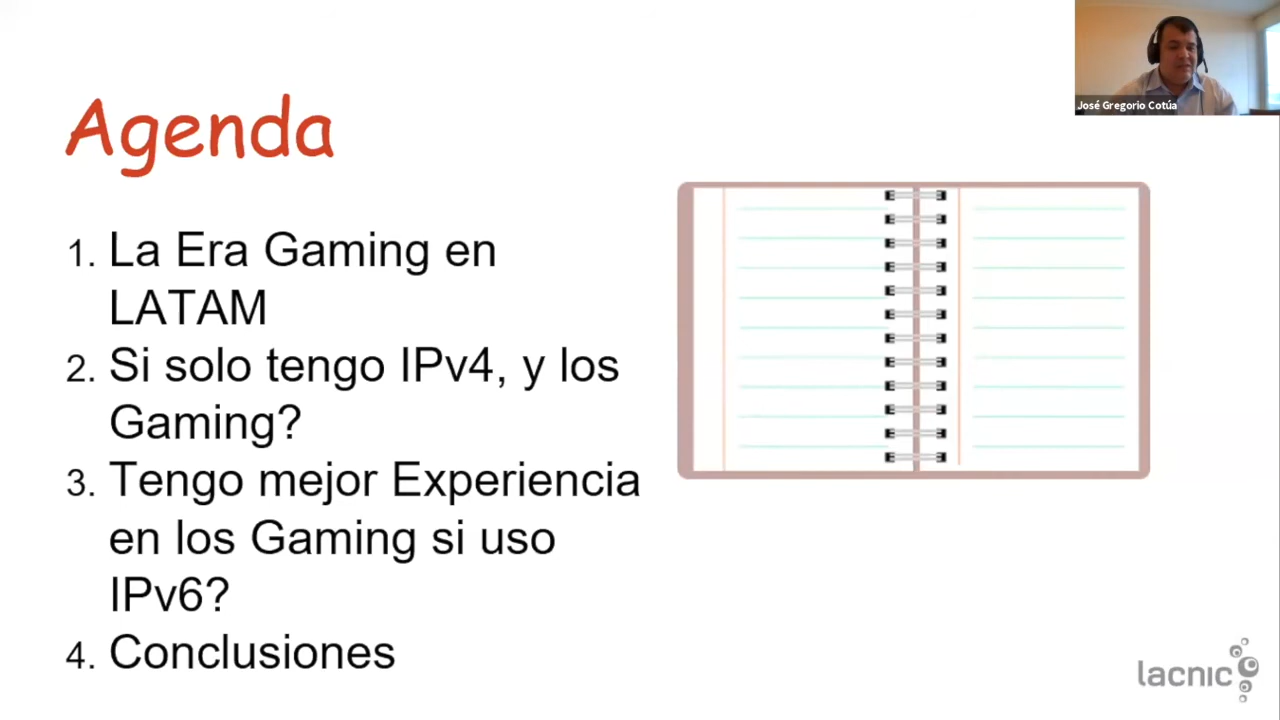 José Gregorio Cotúa
Agenda
1. La Era Gaming en
LATAM
2. Si solo tengo IPv4, y los
Gaming?
3. Tengo mejor Experiencia
en los Gaming si uso
IPv6?
4. Conclusiones
lacnic